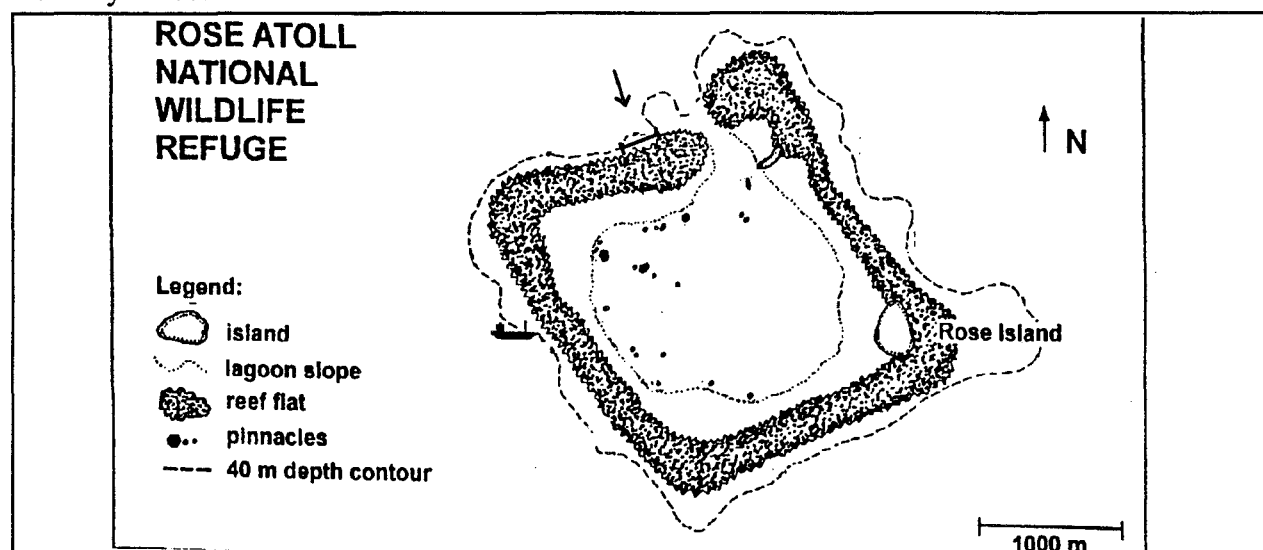 ROSE ATOLL
NATIONAL
WILDLIFE
REFUGE
N
Legend:
island
lagoon slope
reef flat
pinnacles
40 m depth contour
Rose Island
1000 m